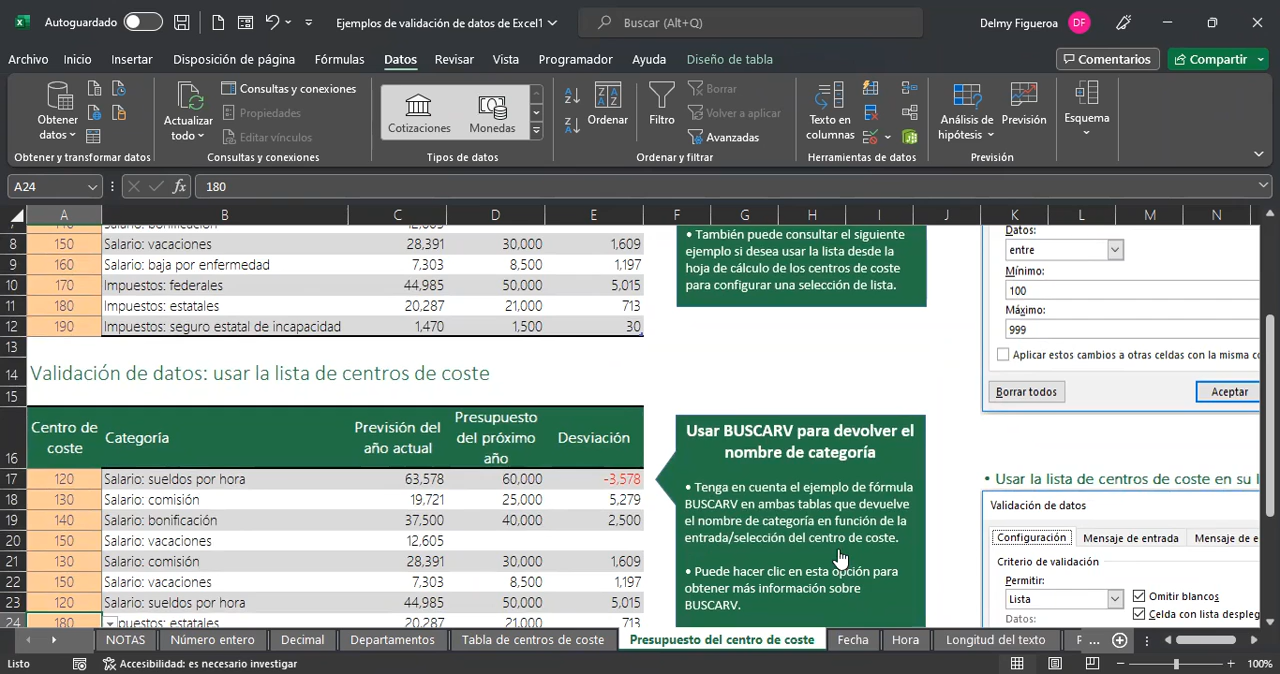 Autoguardado
Ejemplos de validación de datos de Excel1
Buscar (Alt+Q)
Delmy Figueroa
DF
Archivo Inicio Insertar Disposición de página Fórmulas Datos Revisar Vista Programador Ayuda Diseño de tabla
Comentarios
Compartir
Obtener datos
Actualizar todo
Consultas y conexiones
Propiedades
Editar vínculos
Cotizaciones
Monedas
Ordenar
Filtro
Borrar
Volver a aplicar
Avanzadas
Texto en columnas
Análisis de hipótesis
Previsión
Esquema
Obtener y transformar datos
Consultas y conexiones
Tipos de datos
Ordenar y filtrar
Herramientas de datos
Previsión
A24
fx
180
A B C D E F G H I J K L M N
8 150 Salario: vacaciones 28,391 30,000 1,609
9 160 Salario: baja por enfermedad 7,303 8,500 1,197
10 170 Impuestos: federales 44,985 50,000 5,015
11 180 Impuestos: estatales 20,287 21,000 713
12 190 Impuestos: seguro estatal de incapacidad 1,470 1,500 30
• También puede consultar el siguiente
ejemplo si desea usar la lista desde la
hoja de cálculo de los centros de coste
para configurar una selección de lista.
Datos:
entre
Mínimo:
100
Máximo:
999
Aplicar estos cambios a otras celdas con la misma co
Borrar todos
Aceptar
13
14 Validación de datos: usar la lista de centros de coste
15
16 Centro de coste Categoría Previsión del año actual Presupuesto del próximo año Desviación
17 120 Salario: sueldos por hora 63,578 60,000 -3,578
18 130 Salario: comisión 19,721 25,000 5,279
19 140 Salario: bonificación 37,500 40,000 2,500
20 150 Salario: vacaciones 12,605
21 130 Salario: comisión 28,391 30,000 1,609
22 150 Salario: vacaciones 7,303 8,500 1,197
23 120 Salario: sueldos por hora 44,985 50,000 5,015
24 180 puestos: estatales 20,287 21,000 713
Usar BUSCARV para devolver el
nombre de categoría
• Tenga en cuenta el ejemplo de fórmula
BUSCARV en ambas tablas que devuelve
el nombre de categoría en función de la
entrada/selección del centro de coste.
• Puede hacer clic en esta opción para
obtener más información sobre
BUSCARV.
• Usar la lista de centros de coste en su l
Validación de datos
Configuración
Mensaje de entrada
Mensaje de e
Criterio de validación
Permitir:
Lista
Omitir blancos
Celda con lista despleg
Datos:
NOTAS Número entero Decimal Departamentos Tabla de centros de coste Presupuesto del centro de coste Fecha Hora Longitud del texto P ...
Listo
Accesibilidad: es necesario investigar
100%